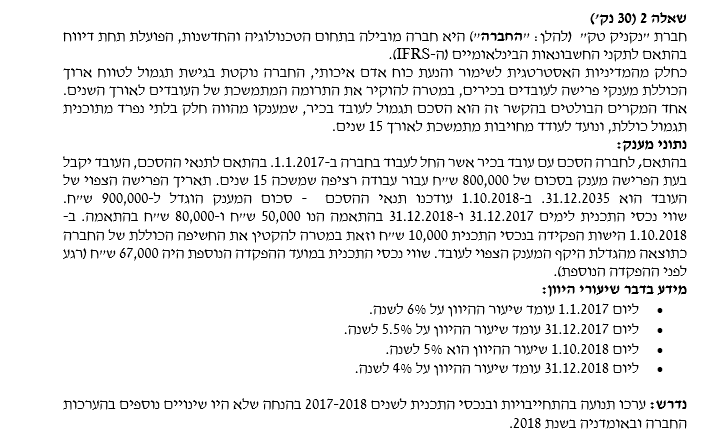 שאלה 2 (30 נק')
חברת "נקניק טק" (להלן: "החברה") היא חברה מובילה בתחום הטכנולוגיה והחדשנות, הפועלת תחת דיווח
בהתאם לתקני החשבונאות הבינלאומיים (ה-IFRS).
כחלק מהמדיניות האסטרטגית לשימור והנעת כוח אדם איכותי, החברה נוקטת בגישת תגמול לטווח ארוך
הכוללת מענקי פרישה לעובדים בכירים, במטרה להוקיר את התרומה המתמשכת של העובדים לאורך השנים.
אחד המקרים הבולטים בהקשר זה הוא הסכם תגמול לעובד בכיר, שמענקו מהווה חלק בלתי נפרד מתוכנית
תגמול כוללת, ונועד לעודד מחויבות מתמשכת לאורך 15 שנים.
נתוני מענק:
בהתאם, לחברה הסכם עם עובד בכיר אשר החל לעבוד בחברה ב-1.1.2017. בהתאם לתנאי ההסכם, העובד יקבל
בעת הפרישה מענק בסכום של 800,000 ש״ח עבור עבודה רציפה שמשכה 15 שנים. תאריך הפרישה הצפוי של
העובד הוא 31.12.2035. ב-1.10.2018 עודכנו תנאי ההסכם - סכום המענק הוגדל ל-900,000 ש״ח.
שווי נכסי התכנית לימים 31.12.2017 ו-31.12.2018 בהתאמה הנו 50,000 ש״ח ו-80,000 ש״ח בהתאמה. ב-
1.10.2018 הישות הפקידה בנכסי התכנית 10,000 ש״ח וזאת במטרה להקטין את החשיפה הכוללת של החברה
כתוצאה מהגדלת היקף המענק הצפוי לעובד. שווי נכסי התכנית במועד ההפקדה הנוספת היה 67,000 ש״ח (רגע
לפני ההפקדה הנוספת).
מידע בדבר שיעורי היוון:
• ליום 1.1.2017 עומד שיעור ההיוון על 6% לשנה.
• ליום 31.12.2017 עומד שיעור ההיוון על 5.5% לשנה.
• ליום 1.10.2018 שיעור ההיוון הוא 5% לשנה.
• ליום 31.12.2018 עומד שיעור ההיוון על 4% לשנה.
נדרש: ערכו תנועה בהתחייבויות ובנכסי התכנית לשנים 2017-2018 בהנחה שלא היו שינויים נוספים בהערכות
החברה ובאומדניה בשנת 2018.